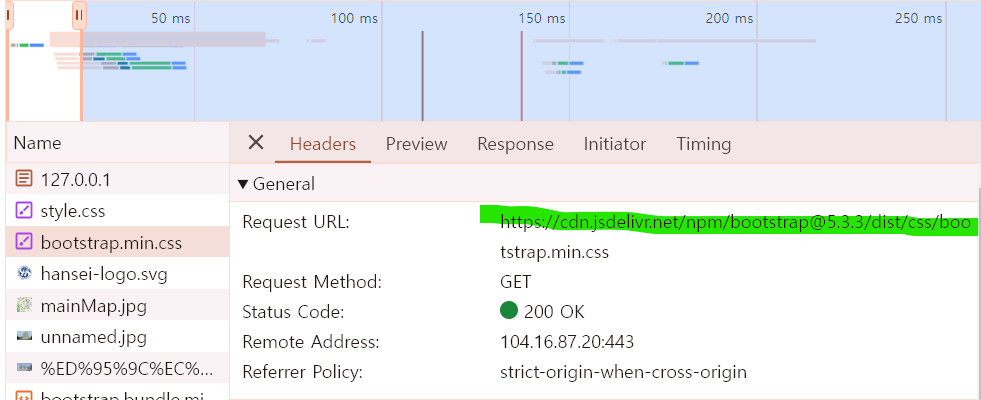 50 ms 100 ms 150 ms 200 ms 250 ms
Name
Headers Preview Response Initiator Timing
127.0.0.1
style.css
bootstrap.min.css
hansei-logo.svg
mainMap.jpg
unnamed.jpg
%ED%95%9C%EC%...
bootstrap.bundle.mi...
General
Request URL: https://cdn.jsdelivr.net/npm/bootstrap@5.3.3/dist/css/boo
tstrap.min.css
Request Method: GET
Status Code: 200 OK
Remote Address: 104.16.87.20:443
Referrer Policy: strict-origin-when-cross-origin